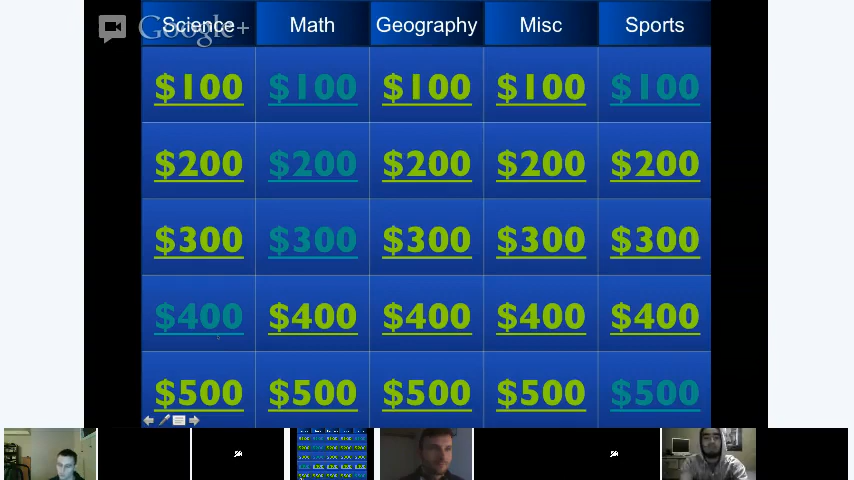 Google+
Science Math Geography Misc Sports
$100 $100 $100 $100 $100
$200 $200 $200 $200 $200
$300 $300 $300 $300 $300
$400 $400 $400 $400 $400
$500 $500 $500 $500 $500